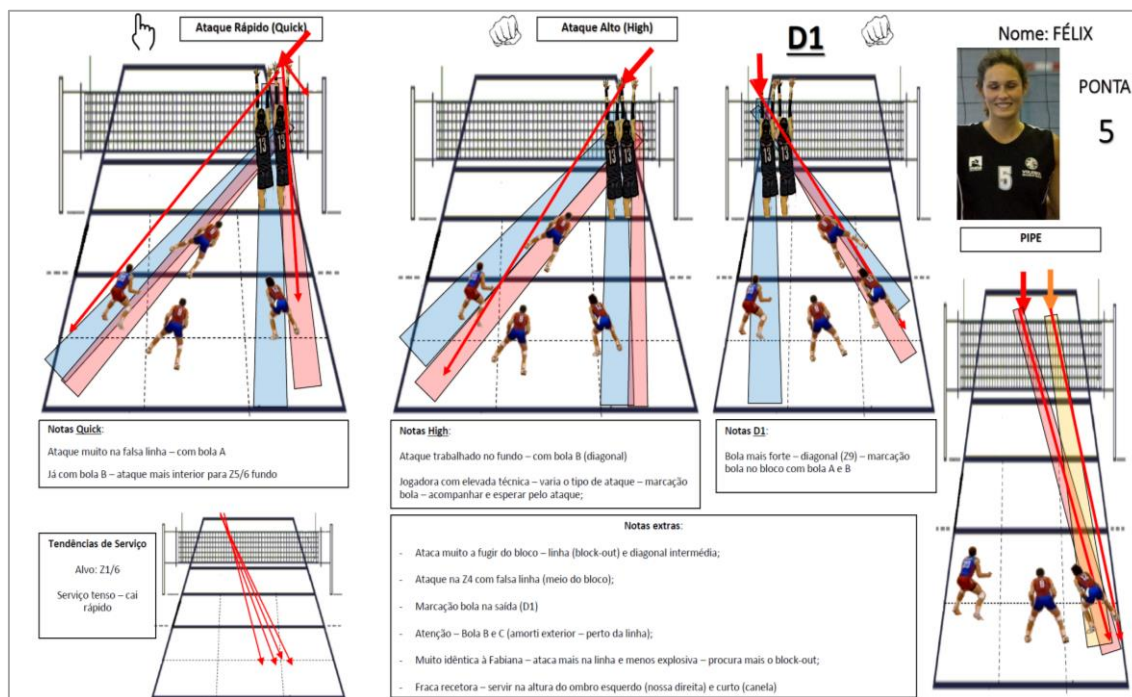 Ataque Rápido (Quick)
Ataque Alto (High)
D1
Nome: FÉLIX
PONTA
5
5
PIPE
Notas Quick:
Ataque muito na falsa linha – com bola A
Já com bola B – ataque mais interior para Z5/6 fundo
Notas High:
Ataque trabalhado no fundo – com bola B (diagonal)
Jogadora com elevada técnica – varia o tipo de ataque – marcação
bola – acompanhar e esperar pelo ataque;
Notas D1:
Bola mais forte – diagonal (Z9) – marcação
bola no bloco com bola A e B
Tendências de Serviço
Alvo: Z1/6
Serviço tenso – cai
rápido
Notas extras:
- Ataca muito a fugir do bloco – linha (block-out) e diagonal intermédia;
- Ataque na Z4 com falsa linha (meio do bloco);
- Marcação bola na saída (D1)
- Atenção – Bola B e C (amorti exterior – perto da linha);
- Muito idêntica à Fabiana – ataca mais na linha e menos explosiva – procura mais o block-out;
- Fraca recetora – servir na altura do ombro esquerdo (nossa direita) e curto (canela)